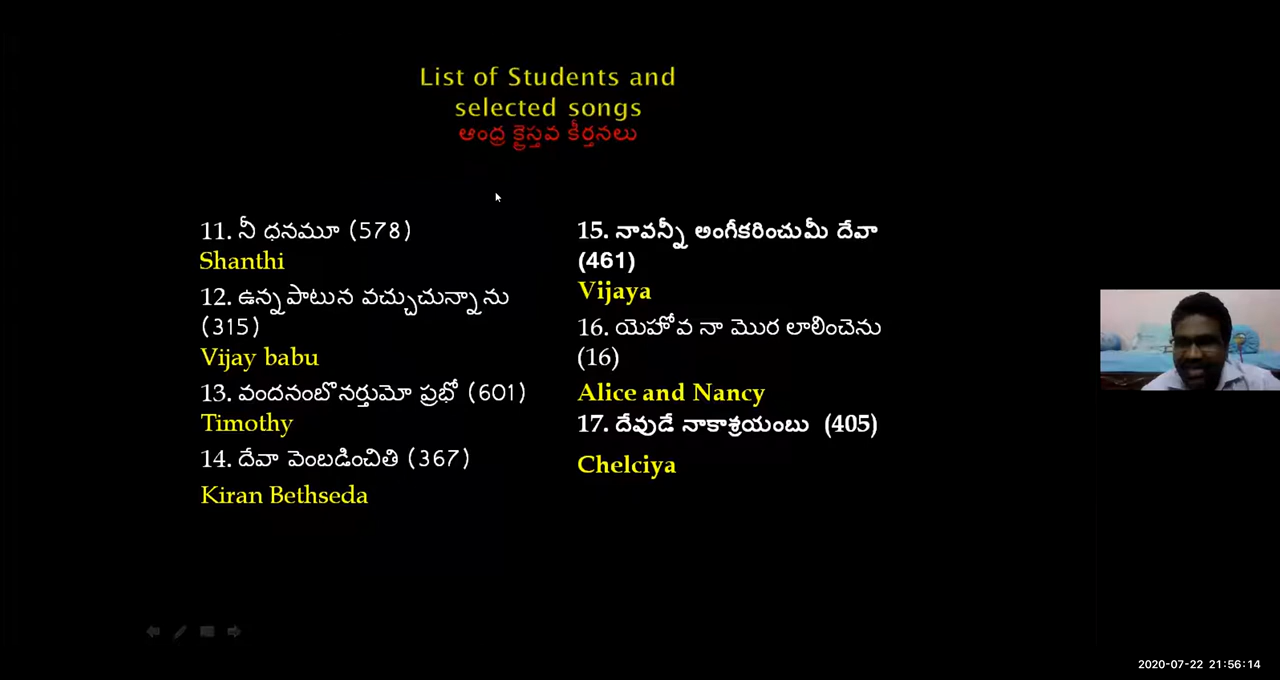 List of Students and
selected songs
ఆంధ్ర క్రైస్తవ కీర్తనలు
11. నీ ధనమూ (578)
Shanthi
12. ఉన్న పాటున వచ్చుచున్నాను
(315)
Vijay babu
13. వందనంబొనర్తుమో ప్రభో (601)
Timothy
14. దేవా వెంబడించితి (367)
Kiran Bethseda
15. నావన్నీ అంగీకరించుమీ దేవా
(461)
Vijaya
16. యెహోవ నా మొర లాలించెను
(16)
Alice and Nancy
17. దేవుడే నాకాశ్రయంబు (405)
Chelciya
2020-07-22 21:56:14